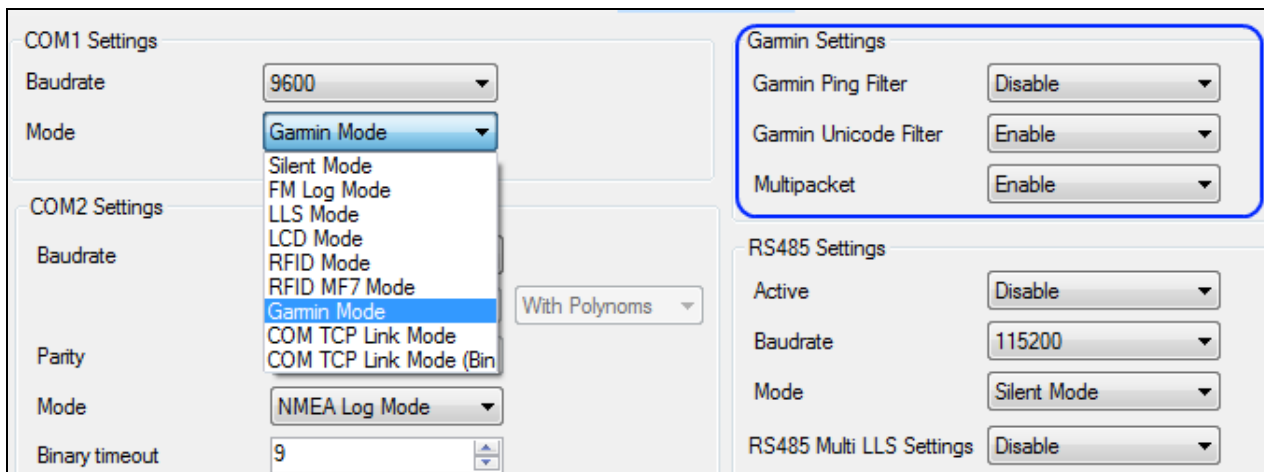 COM1 Settings
Baudrate 9600
Mode Garmin Mode
Silent Mode
FM Log Mode
LLS Mode
LCD Mode
RFID Mode
RFID MF7 Mode
Garmin Mode
COM TCP Link Mode
COM TCP Link Mode (Bin
COM2 Settings
Baudrate
With Polynoms
Parity
Mode NMEA Log Mode
Binary timeout 9
Garmin Settings
Garmin Ping Filter Disable
Garmin Unicode Filter Enable
Multipacket Enable
RS485 Settings
Active Disable
Baudrate 115200
Mode Silent Mode
RS485 Multi LLS Settings Disable